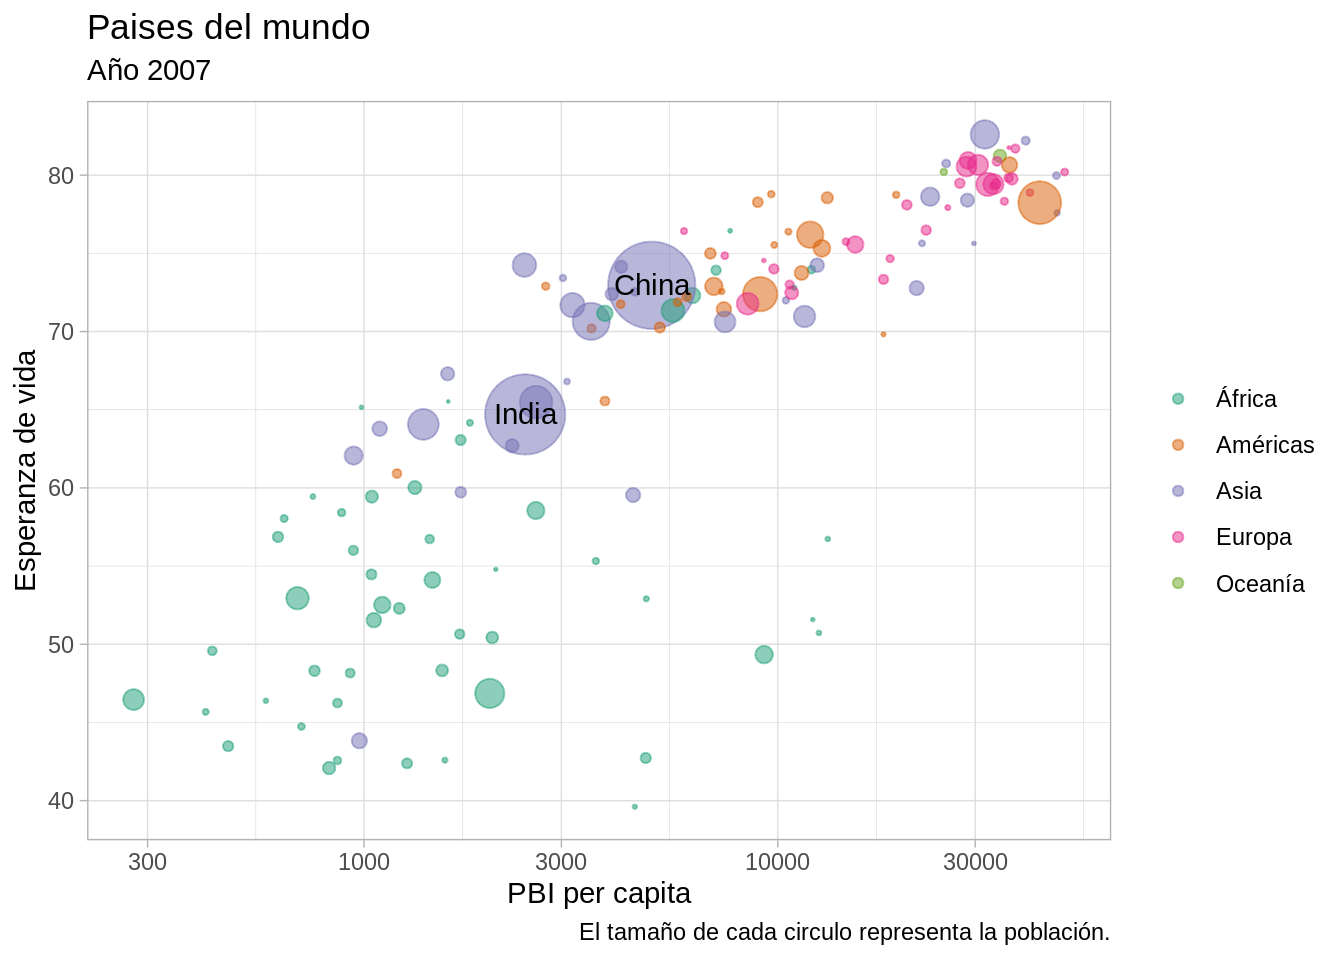 Paises del mundo
Año 2007
Esperanza de vida
80
70
60
50
40
China
India
300
1000
3000
10000
30000
PBI per capita
El tamaño de cada circulo representa la población.
África
Américas
Asia
Europa
Oceanía